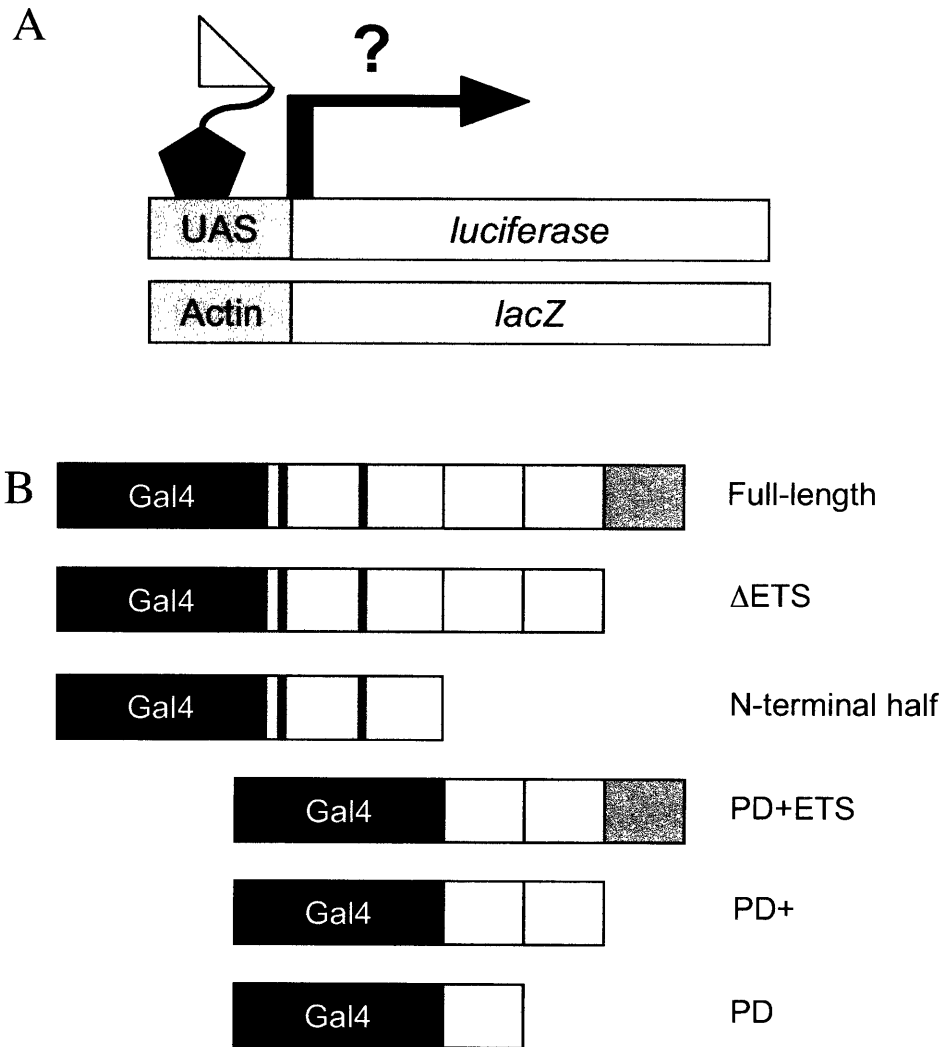 A
?
UAS luciferase
Actin lacZ
B
Gal4 Full-length
Gal4 ΔETS
Gal4 N-terminal half
Gal4 PD+ETS
Gal4 PD+
Gal4 PD